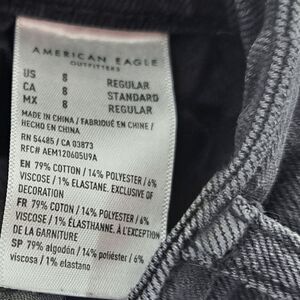 AMERICAN EAGLE
OUTFITTERS
US 8 REGULAR
CA 8 STANDARD
MX 8 REGULAR
MADE IN CHINA / FABRIQUÉ EN CHINE /
HECHO EN CHINA
RN 54485 / CA 03873
RFC# AEM120605U9A
EN 79% COTTON / 14% POLYESTER / 6%
VISCOSE / 1% ELASTANE. EXCLUSIVE OF
DECORATION
FR 79% COTON / 14% POLYESTER / 6%
VISCOSE / 1% ÉLASTHANNE. À L'EXCEPTION
DE LA GARNITURE
SP 79% algodón / 14% poliéster / 6%
viscosa / 1% elastano